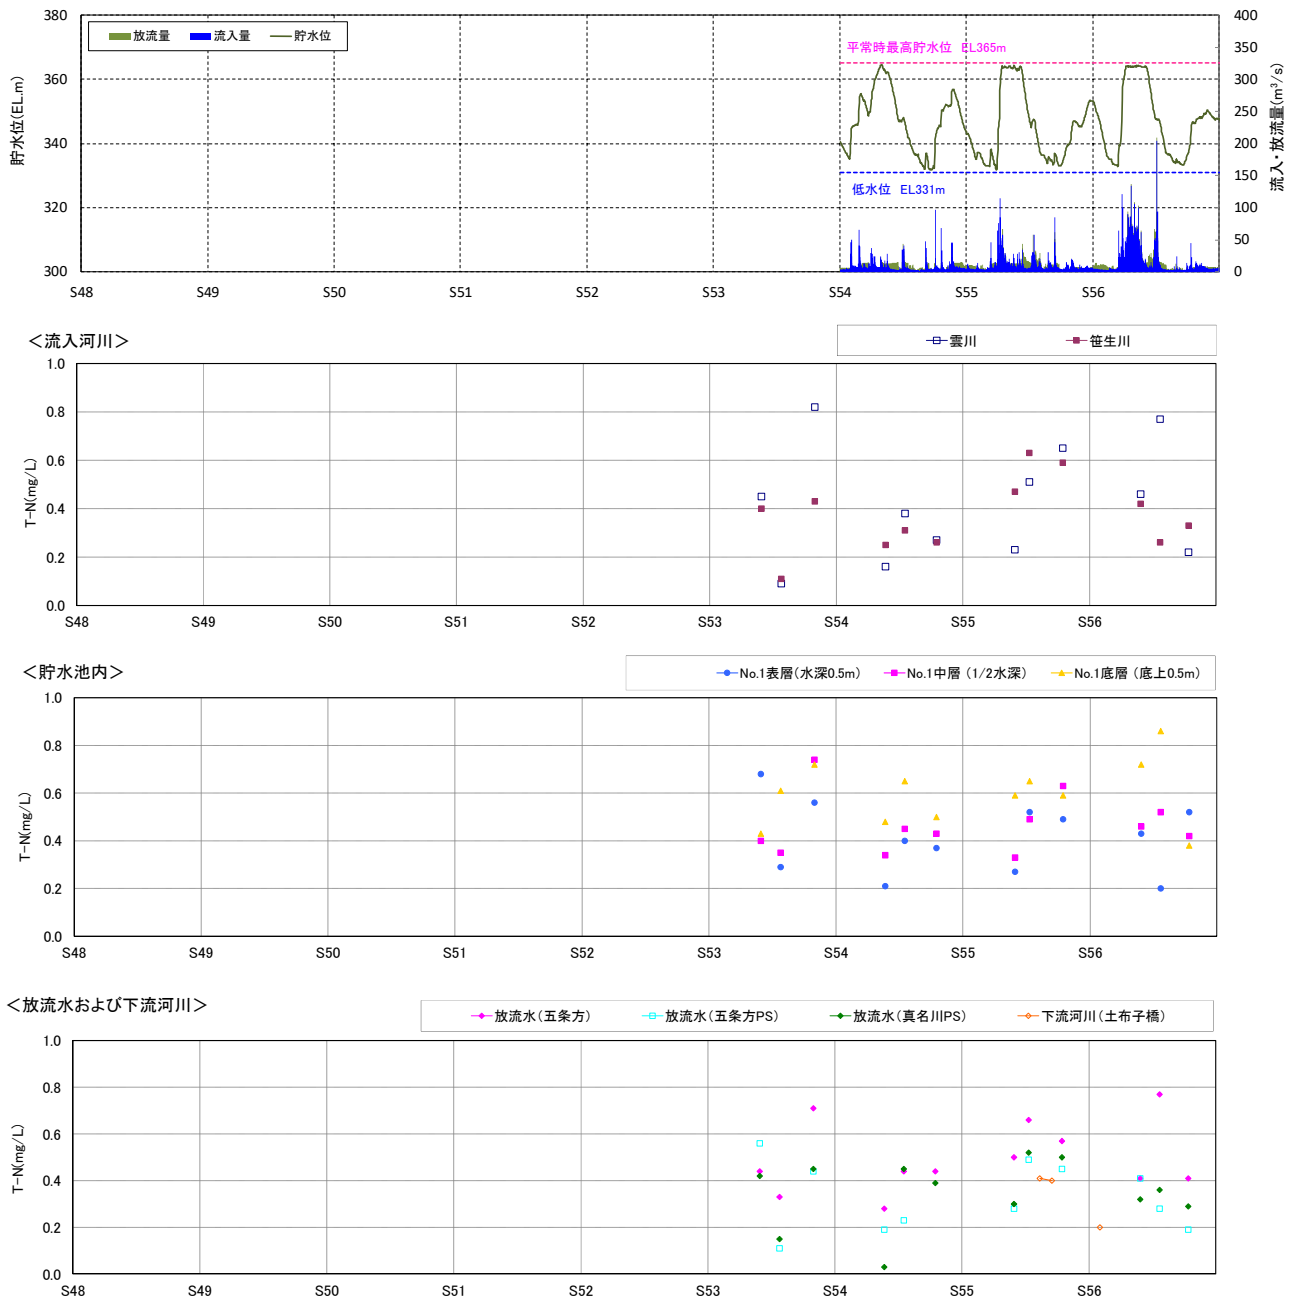 放流量 流入量 貯水位
平常時最高貯水位 EL365m
低水位 EL331m
貯水位(EL.m)
380
360
340
320
300
流入・放流量(m³/s)
400
350
300
250
200
150
100
50
0
S48 S49 S50 S51 S52 S53 S54 S55 S56
＜流入河川＞
雲川 笹生川
T-N(mg/L)
1.0
0.8
0.6
0.4
0.2
0.0
S48 S49 S50 S51 S52 S53 S54 S55 S56
＜貯水池内＞
No.1表層(水深0.5m) No.1中層 (1/2水深) No.1底層 (底上0.5m)
T-N(mg/L)
1.0
0.8
0.6
0.4
0.2
0.0
S48 S49 S50 S51 S52 S53 S54 S55 S56
＜放流水および下流河川＞
放流水(五条方) 放流水(五条方PS) 放流水(真名川PS) 下流河川(土布子橋)
T-N(mg/L)
1.0
0.8
0.6
0.4
0.2
0.0
S48 S49 S50 S51 S52 S53 S54 S55 S56